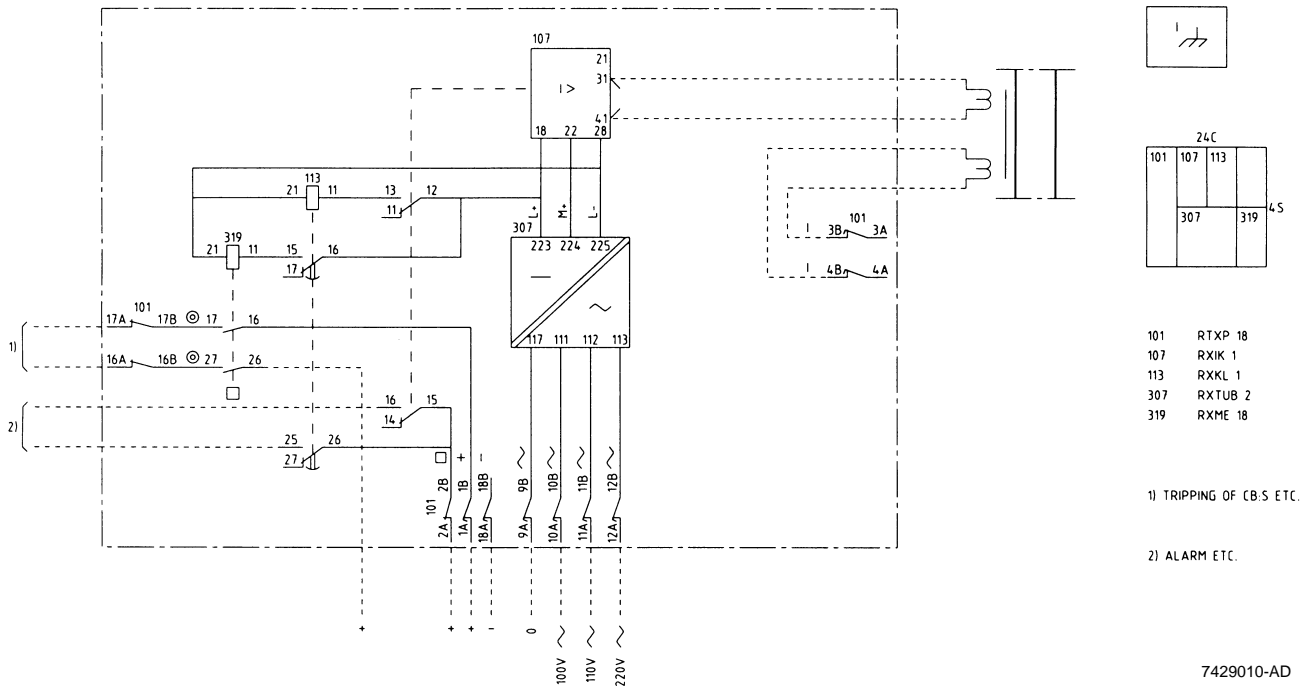 107
21
31
I >
41
18 22 28
24C
101 107 113
307 319
4S
113
21 11 13 12
11
L+ M+ L-
307
223 224 225
319
21 11 15 16
17
101
3B 3A
4B 4A
101
17A 17B 17 16
1)
16A 16B 27 26
117 111 112 113
16 15
14
2)
25 26
27
+ -
101
2B 1B 18B 9B 10B 11B 12B
2A 1A 18A 9A 10A 11A 12A
+ + + - 0 100V 110V 220V
101 RTXP 18
107 RXIK 1
113 RXKL 1
307 RXTUB 2
319 RXME 18
1) TRIPPING OF CB:S ETC.
2) ALARM ETC.
7429010-AD